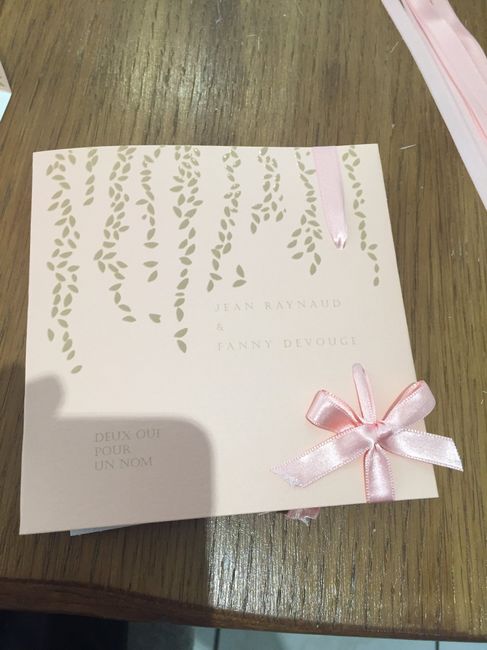 JEAN RAYNAUD
&
FANNY DEVOUGE
DEUX OUI
POUR
UN NOM